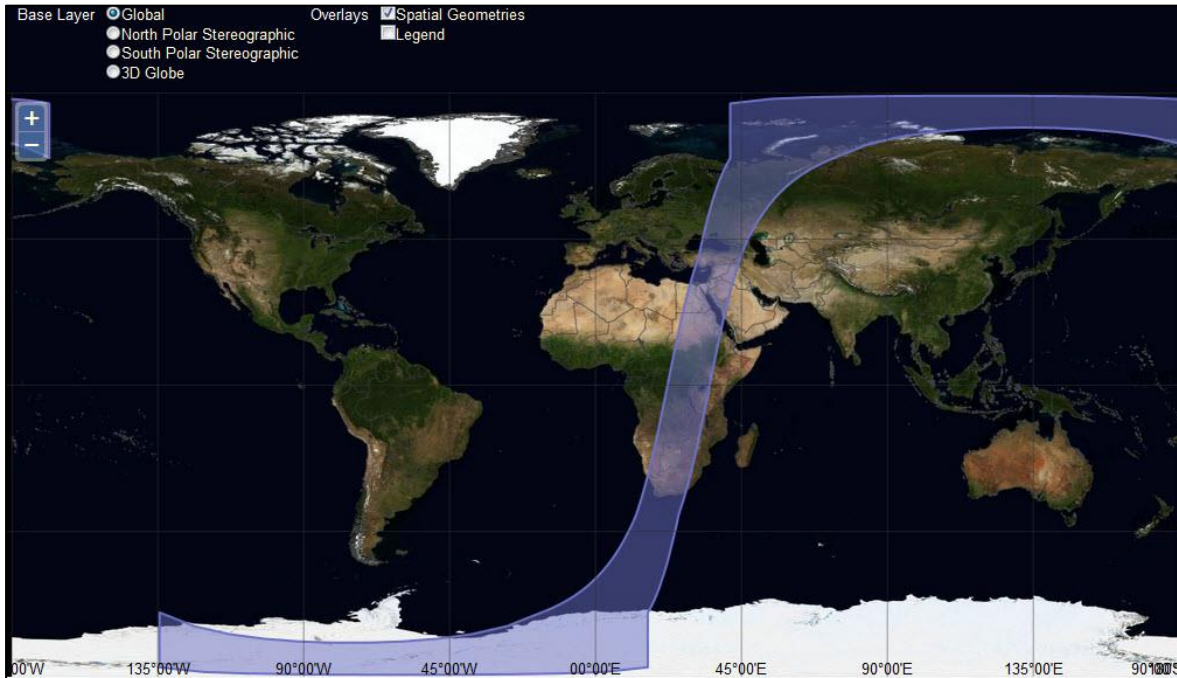 Base Layer Global Overlays Spatial Geometries
North Polar Stereographic Legend
South Polar Stereographic
3D Globe
+
−
00'W 135°00'W 90°00'W 45°00'W 00°00'E 45°00'E 90°00'E 135°00'E